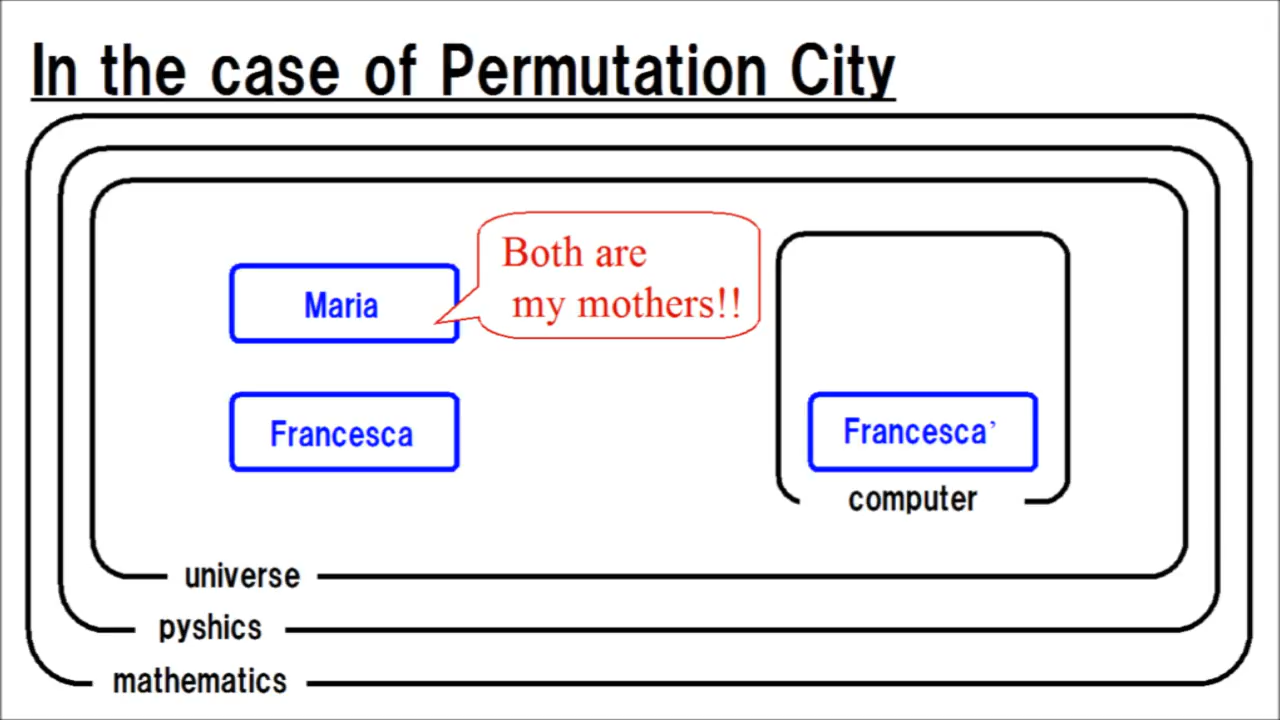 In the case of Permutation City
Both are
my mothers!!
Maria
Francesca
Francesca’
computer
universe
pyshics
mathematics